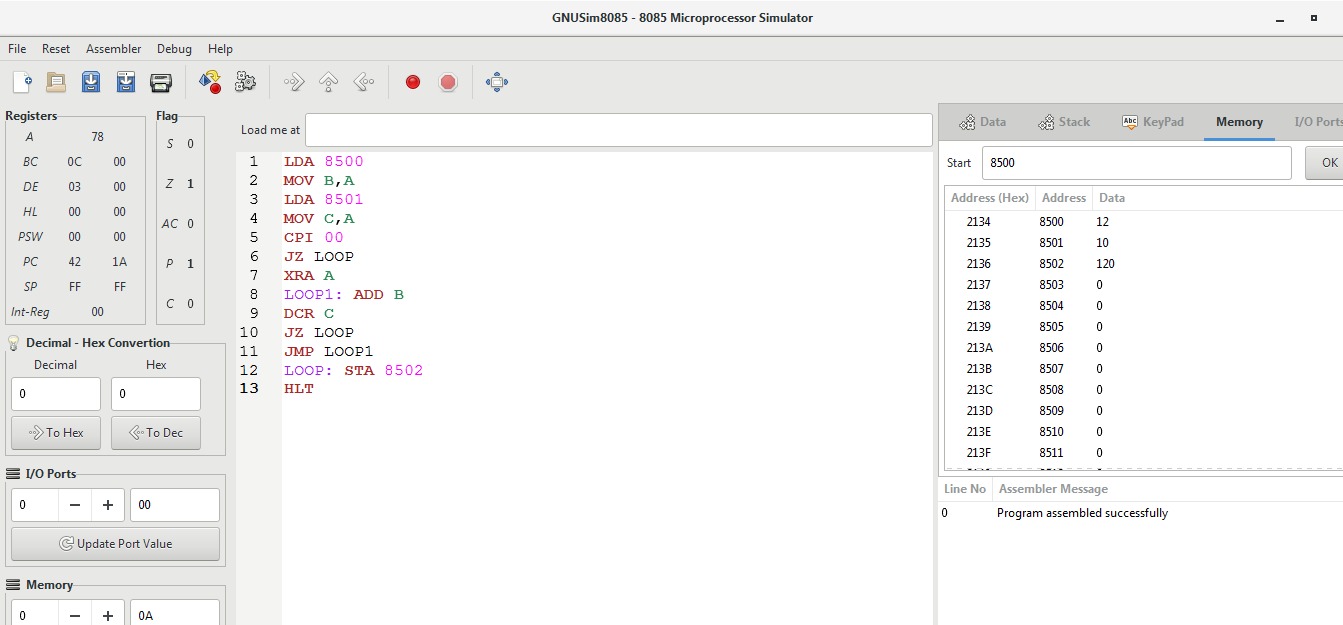 GNUSim8085 - 8085 Microprocessor Simulator
File Reset Assembler Debug Help
Registers
A 78
BC 0C 00
DE 03 00
HL 00 00
PSW 00 00
PC 42 1A
SP FF FF
Int-Reg 00
Flag
S 0
Z 1
AC 0
P 1
C 0
Decimal - Hex Convertion
Decimal Hex
0 0
To Hex To Dec
I/O Ports
0 00
Update Port Value
Memory
0 0A
Load me at
1 LDA 8500
2 MOV B,A
3 LDA 8501
4 MOV C,A
5 CPI 00
6 JZ LOOP
7 XRA A
8 LOOP1: ADD B
9 DCR C
10 JZ LOOP
11 JMP LOOP1
12 LOOP: STA 8502
13 HLT
Data Stack Abc KeyPad Memory I/O Ports
Start 8500 OK
Address (Hex) Address Data
2134 8500 12
2135 8501 10
2136 8502 120
2137 8503 0
2138 8504 0
2139 8505 0
213A 8506 0
213B 8507 0
213C 8508 0
213D 8509 0
213E 8510 0
213F 8511 0
Line No Assembler Message
0 Program assembled successfully